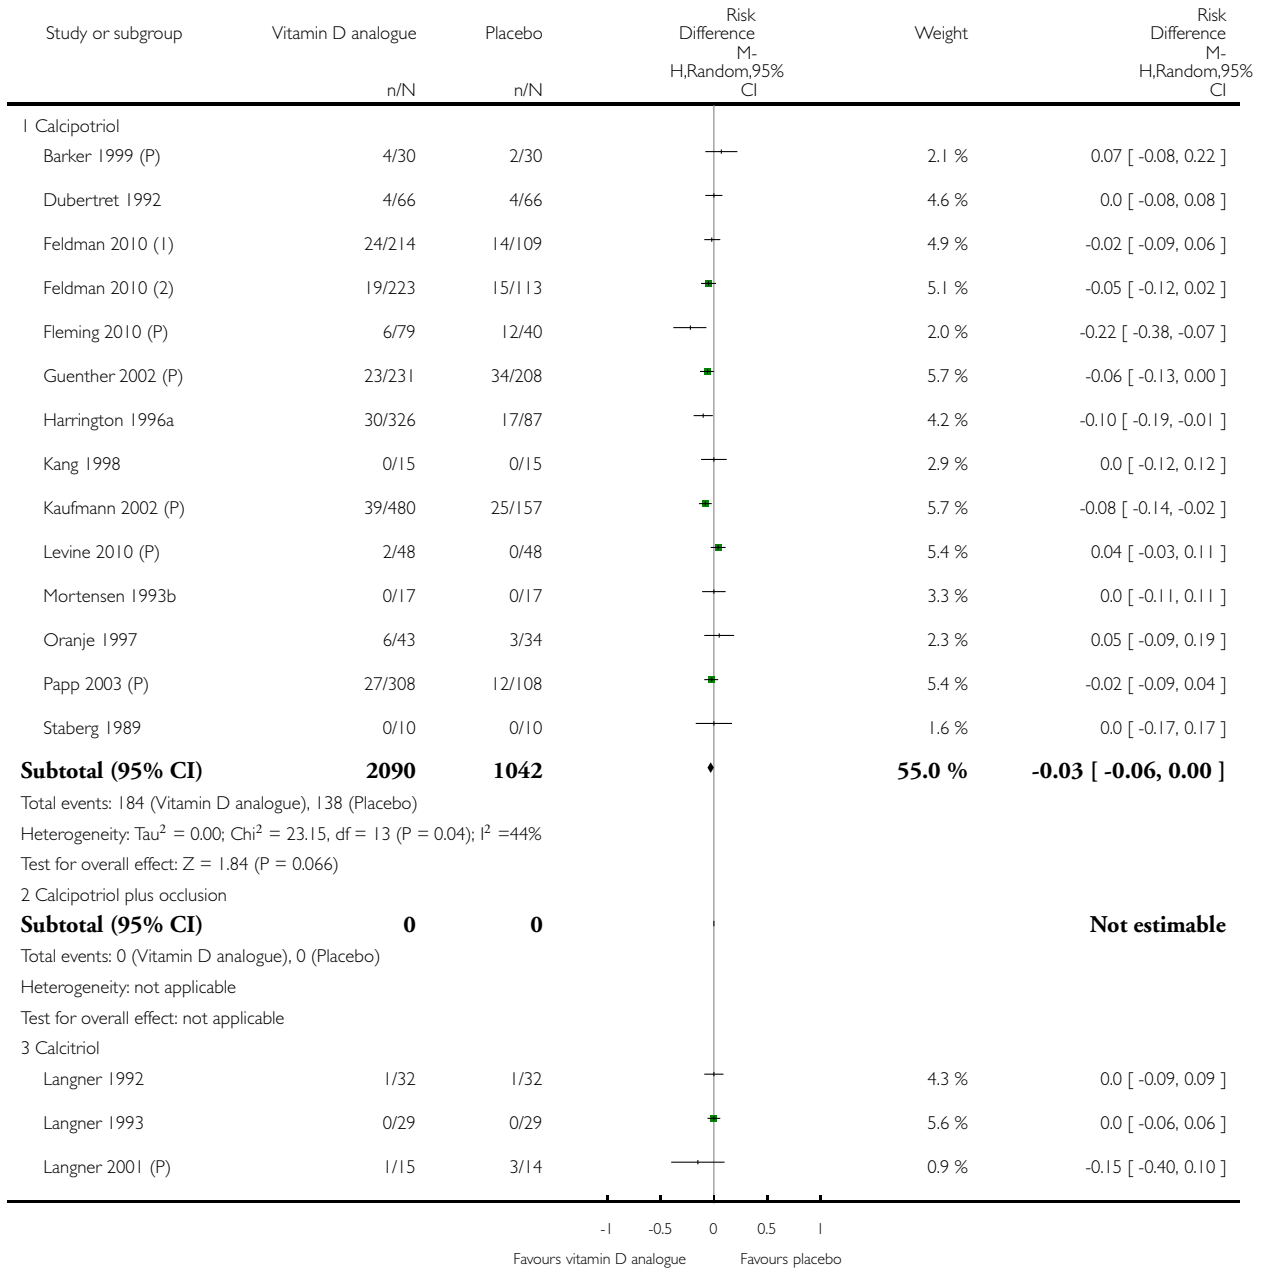 Study or subgroup Vitamin D analogue Placebo Risk Difference M-H,Random,95% CI Weight Risk Difference M-H,Random,95% CI
n/N n/N
1 Calcipotriol
Barker 1999 (P) 4/30 2/30 2.1 % 0.07 [ -0.08, 0.22 ]
Dubertret 1992 4/66 4/66 4.6 % 0.0 [ -0.08, 0.08 ]
Feldman 2010 (1) 24/214 14/109 4.9 % -0.02 [ -0.09, 0.06 ]
Feldman 2010 (2) 19/223 15/113 5.1 % -0.05 [ -0.12, 0.02 ]
Fleming 2010 (P) 6/79 12/40 2.0 % -0.22 [ -0.38, -0.07 ]
Guenther 2002 (P) 23/231 34/208 5.7 % -0.06 [ -0.13, 0.00 ]
Harrington 1996a 30/326 17/87 4.2 % -0.10 [ -0.19, -0.01 ]
Kang 1998 0/15 0/15 2.9 % 0.0 [ -0.12, 0.12 ]
Kaufmann 2002 (P) 39/480 25/157 5.7 % -0.08 [ -0.14, -0.02 ]
Levine 2010 (P) 2/48 0/48 5.4 % 0.04 [ -0.03, 0.11 ]
Mortensen 1993b 0/17 0/17 3.3 % 0.0 [ -0.11, 0.11 ]
Oranje 1997 6/43 3/34 2.3 % 0.05 [ -0.09, 0.19 ]
Papp 2003 (P) 27/308 12/108 5.4 % -0.02 [ -0.09, 0.04 ]
Staberg 1989 0/10 0/10 1.6 % 0.0 [ -0.17, 0.17 ]
Subtotal (95% CI) 2090 1042 55.0 % -0.03 [ -0.06, 0.00 ]
Total events: 184 (Vitamin D analogue), 138 (Placebo)
Heterogeneity: Tau² = 0.00; Chi² = 23.15, df = 13 (P = 0.04); I² =44%
Test for overall effect: Z = 1.84 (P = 0.066)
2 Calcipotriol plus occlusion
Subtotal (95% CI) 0 0 Not estimable
Total events: 0 (Vitamin D analogue), 0 (Placebo)
Heterogeneity: not applicable
Test for overall effect: not applicable
3 Calcitriol
Langner 1992 1/32 1/32 4.3 % 0.0 [ -0.09, 0.09 ]
Langner 1993 0/29 0/29 5.6 % 0.0 [ -0.06, 0.06 ]
Langner 2001 (P) 1/15 3/14 0.9 % -0.15 [ -0.40, 0.10 ]
-1 -0.5 0 0.5 1
Favours vitamin D analogue Favours placebo